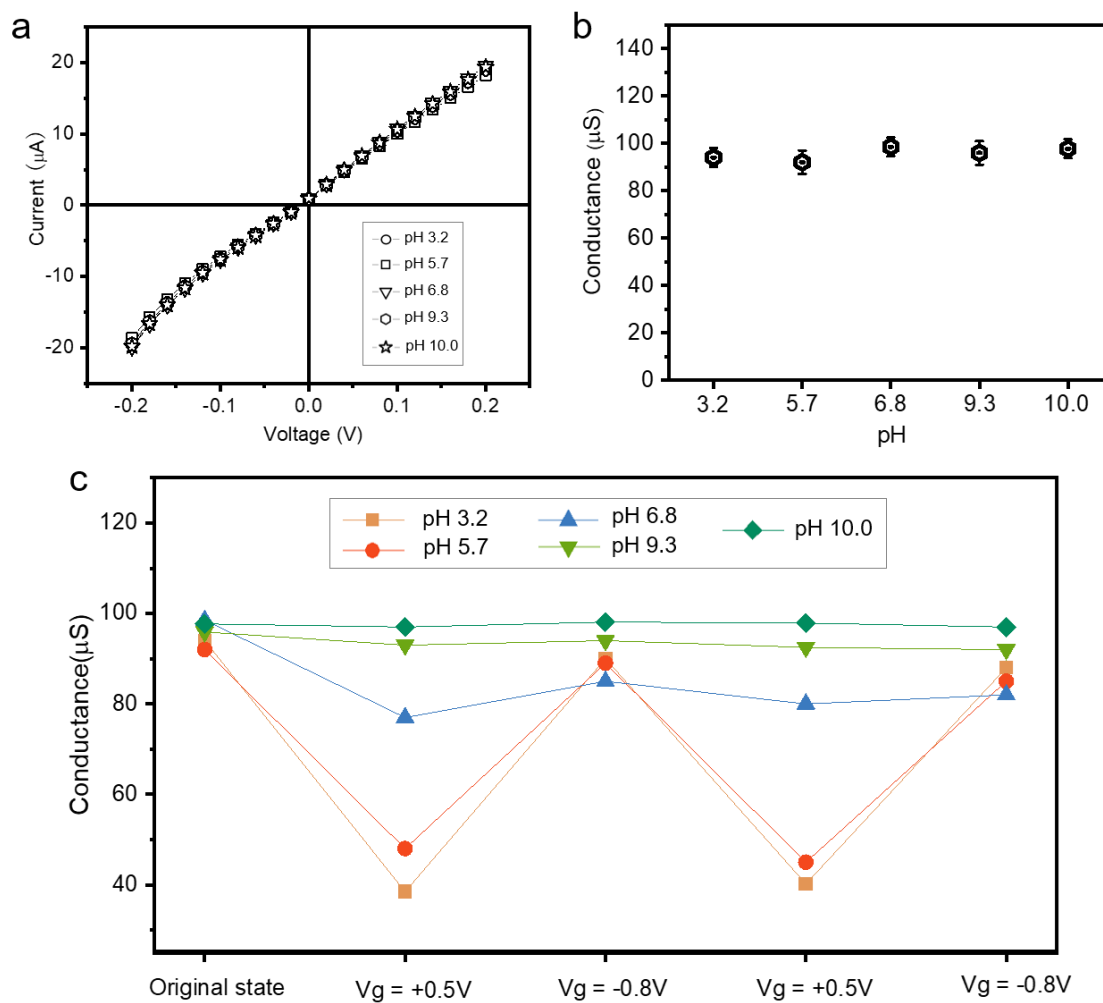 a
20
10
0
-10
-20
Current (μA)
-0.2
-0.1
0.0
0.1
0.2
Voltage (V)
pH 3.2
pH 5.7
pH 6.8
pH 9.3
pH 10.0
b
140
120
100
80
60
40
20
0
Conductance (μS)
3.2
5.7
6.8
9.3
10.0
pH
c
pH 3.2
pH 6.8
pH 10.0
pH 5.7
pH 9.3
120
100
80
60
40
Conductance(μS)
Original state
Vg = +0.5V
Vg = -0.8V
Vg = +0.5V
Vg = -0.8V